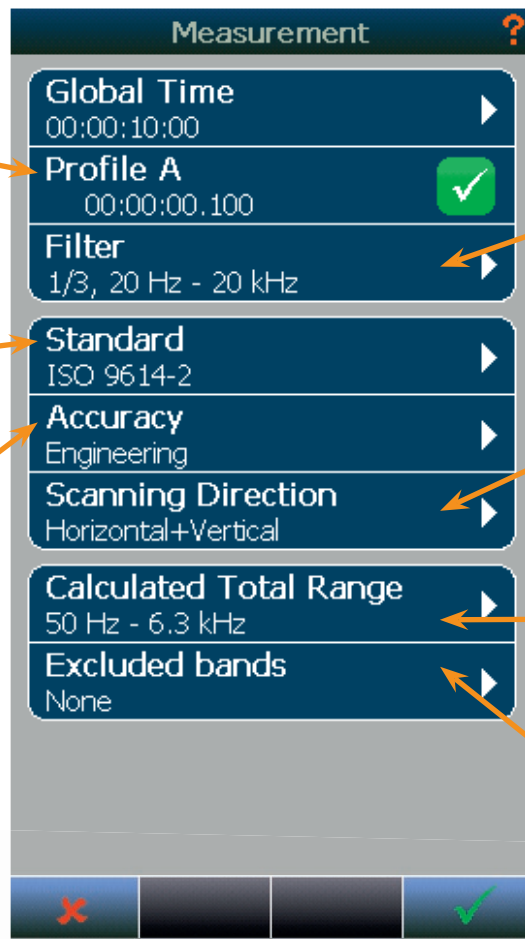 Measurement ?
Global Time
00:00:10:00
Profile A
00:00:00.100
Filter
1/3, 20 Hz - 20 kHz
Standard
ISO 9614-2
Accuracy
Engineering
Scanning Direction
Horizontal+Vertical
Calculated Total Range
50 Hz - 6.3 kHz
Excluded bands
None